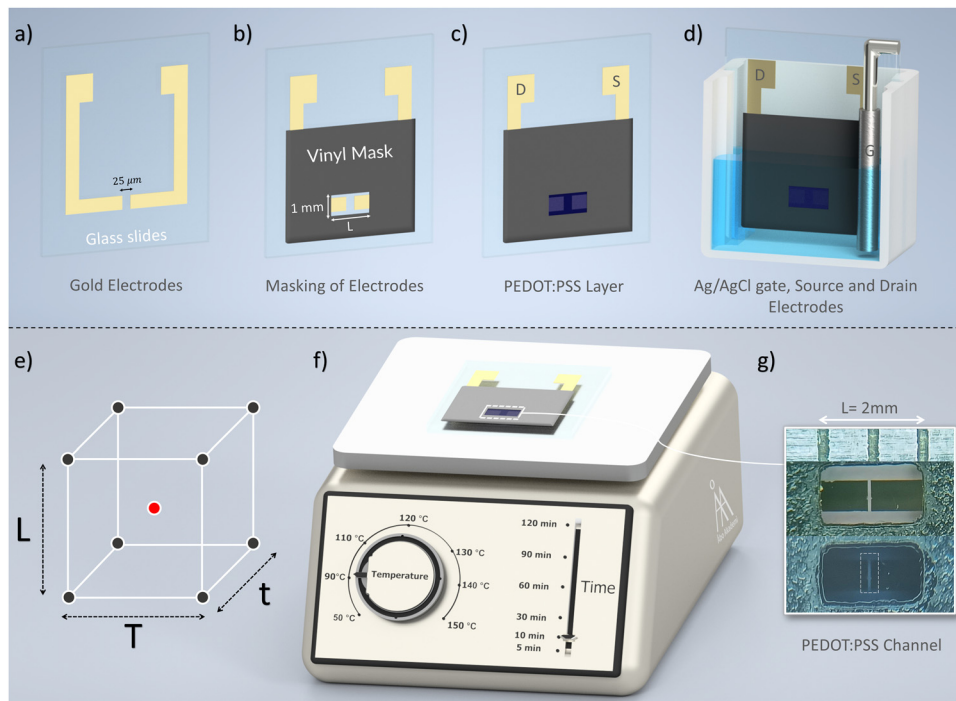 a)
b)
c)
d)
25 μm
Glass slides
Gold Electrodes
Vinyl Mask
1 mm
L
Masking of Electrodes
D
S
PEDOT:PSS Layer
D
S
G
Ag/AgCl gate, Source and Drain
Electrodes
e)
f)
g)
L
T
t
Temperature
50 °C
90°C
110 °C
120 °C
130 °C
140 °C
150 °C
Time
120 min
90 min
60 min
30 min
10 min
5 min
L= 2mm
PEDOT:PSS Channel